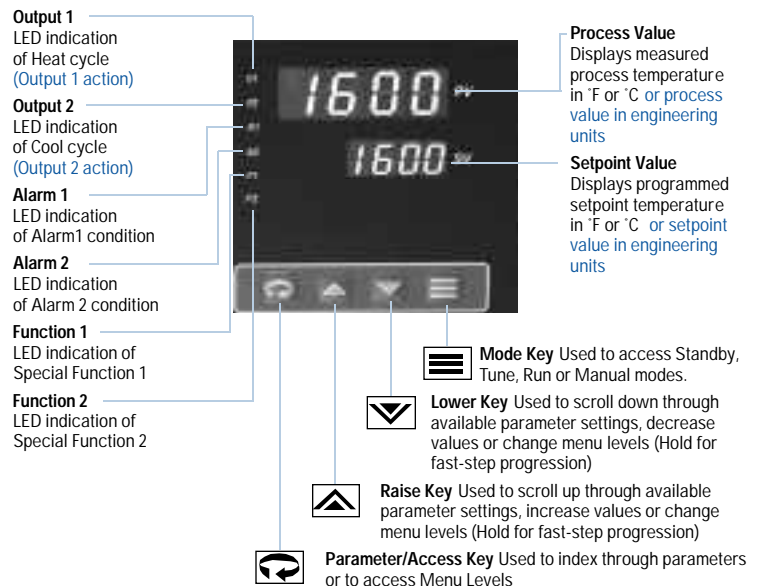 Output 1
LED indication
of Heat cycle
(Output 1 action)
Output 2
LED indication
of Cool cycle
(Output 2 action)
Alarm 1
LED indication
of Alarm1 condition
Alarm 2
LED indication
of Alarm 2 condition
Function 1
LED indication of
Special Function 1
Function 2
LED indication of
Special Function 2
1600 PV
1600 SV
Process Value
Displays measured
process temperature
in ˚F or ˚C or process
value in engineering
units
Setpoint Value
Displays programmed
setpoint temperature
in ˚F or ˚C or setpoint
value in engineering
units
Mode Key Used to access Standby,
Tune, Run or Manual modes.
Lower Key Used to scroll down through
available parameter settings, decrease
values or change menu levels (Hold for
fast-step progression)
Raise Key Used to scroll up through available
parameter settings, increase values or change
menu levels (Hold for fast-step progression)
Parameter/Access Key Used to index through parameters
or to access Menu Levels